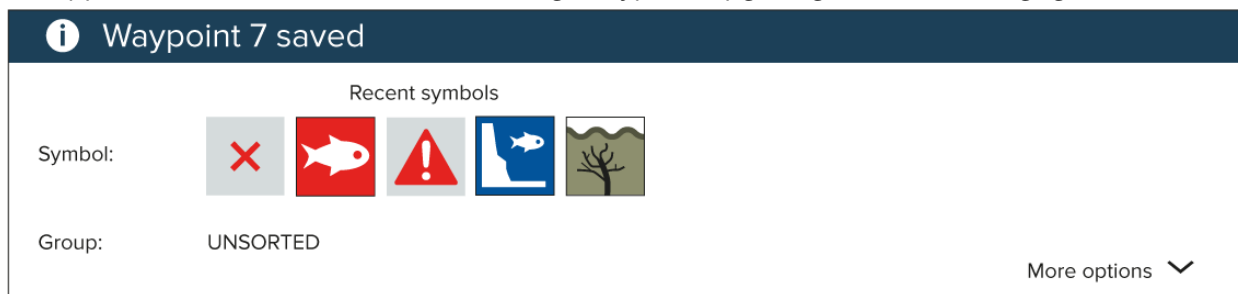 Waypoint 7 saved
Recent symbols
Symbol:
Group: UNSORTED
More options